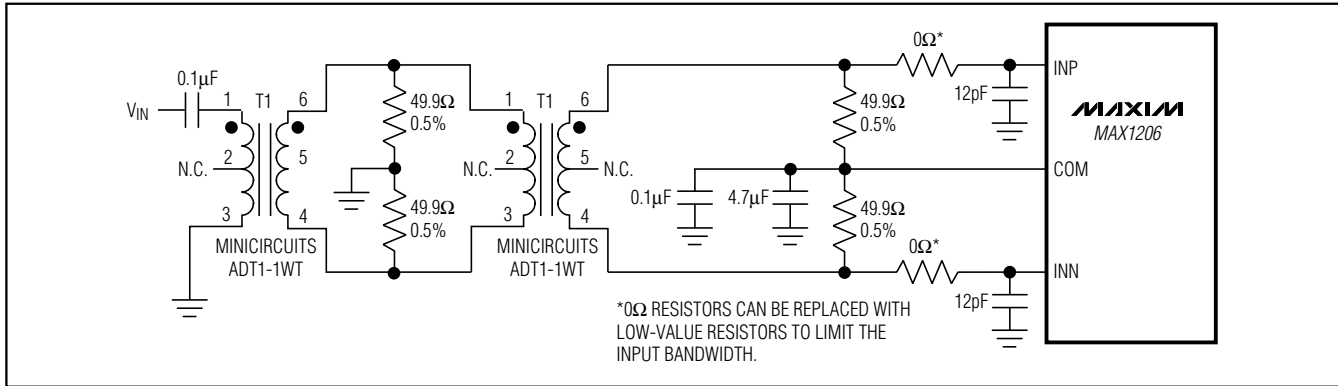 0.1μF
V_IN
1
T1
6
N.C.
2
5
3
4
MINICIRCUITS
ADT1-1WT
49.9Ω
0.5%
49.9Ω
0.5%
1
T1
6
N.C.
2
5
N.C.
3
4
MINICIRCUITS
ADT1-1WT
0.1μF
4.7μF
49.9Ω
0.5%
49.9Ω
0.5%
0Ω*
12pF
0Ω*
12pF
INP
MAXIM
MAX1206
COM
INN
*0Ω RESISTORS CAN BE REPLACED WITH
LOW-VALUE RESISTORS TO LIMIT THE
INPUT BANDWIDTH.